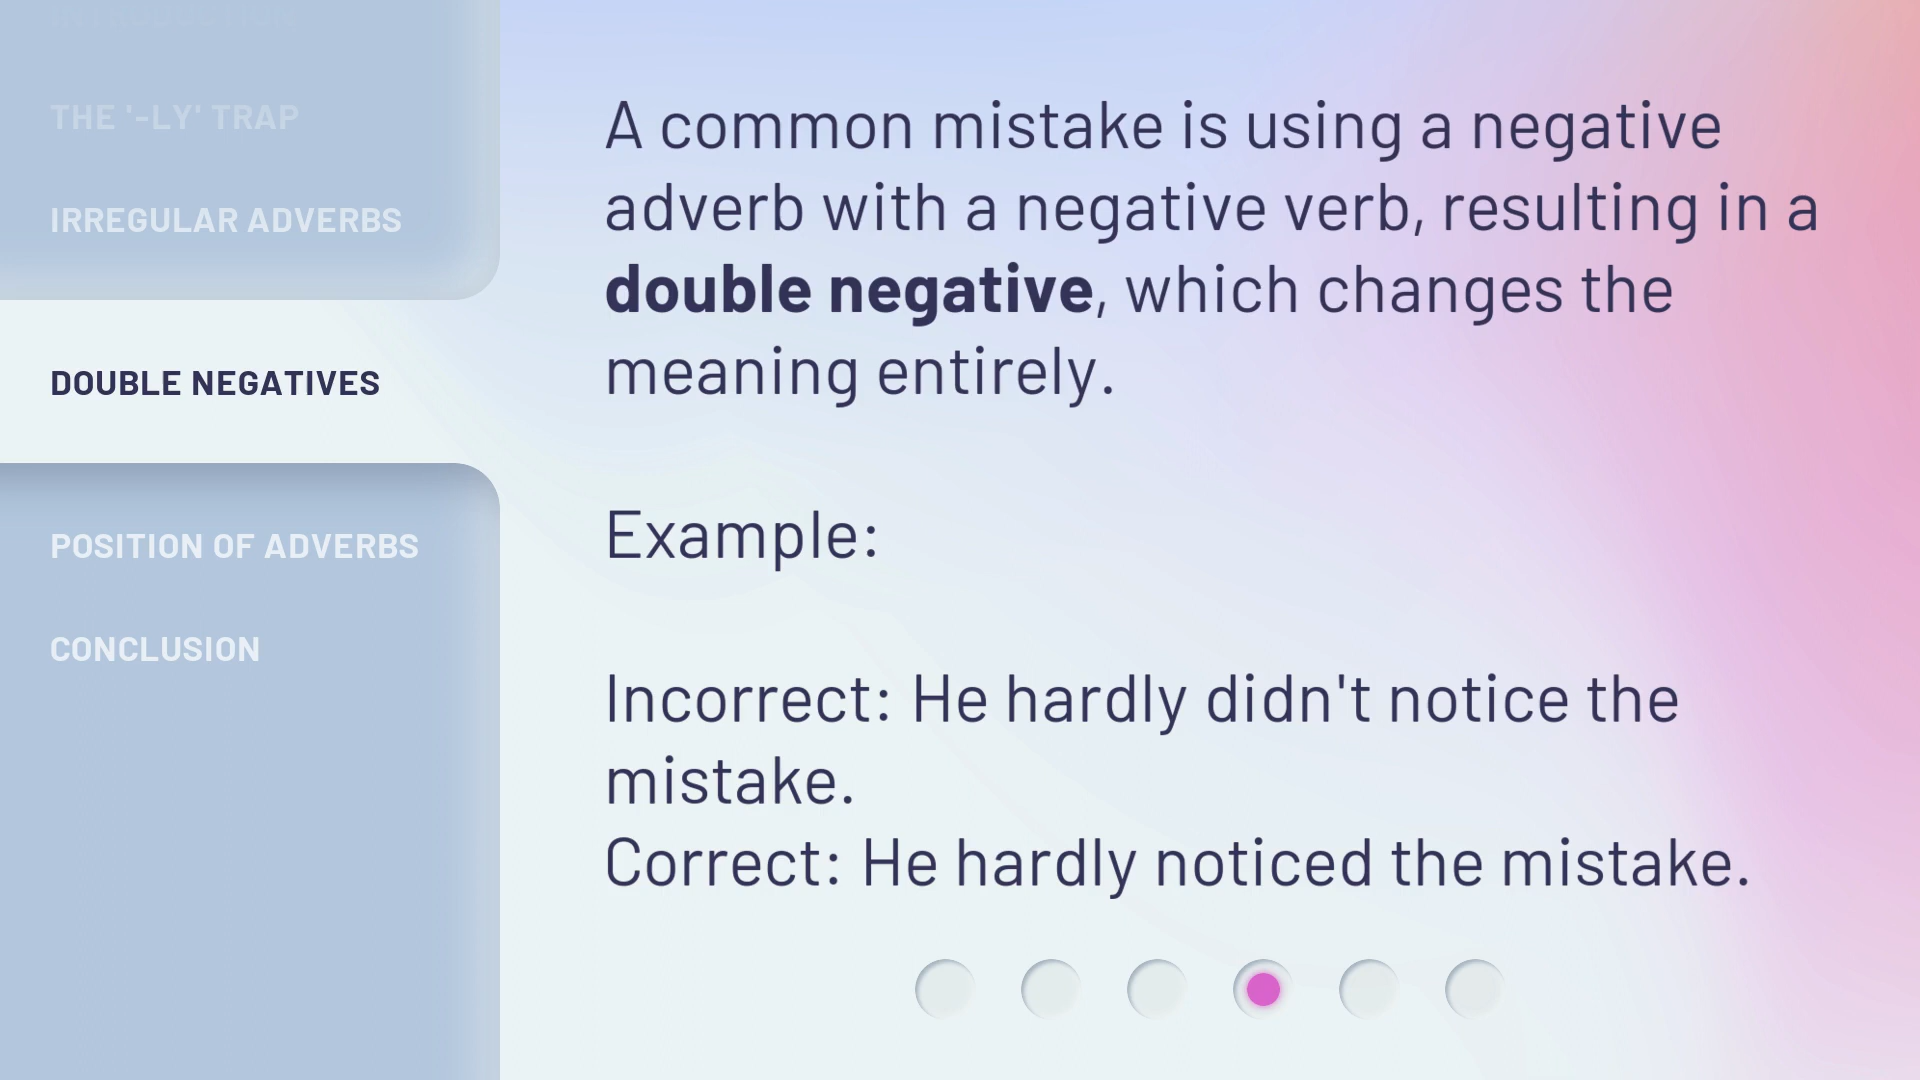 INTRODUCTION
THE '-LY' TRAP
IRREGULAR ADVERBS
DOUBLE NEGATIVES
POSITION OF ADVERBS
CONCLUSION
A common mistake is using a negative
adverb with a negative verb, resulting in a
double negative, which changes the
meaning entirely.
Example:
Incorrect: He hardly didn't notice the
mistake.
Correct: He hardly noticed the mistake.